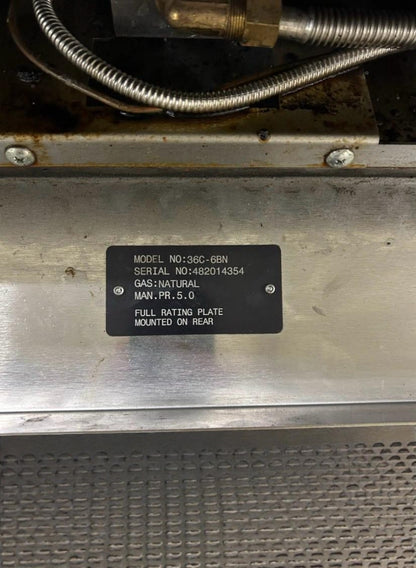 MODEL NO:36C-6BN
SERIAL NO:482014354
GAS:NATURAL
MAN.PR.5.0
FULL RATING PLATE
MOUNTED ON REAR